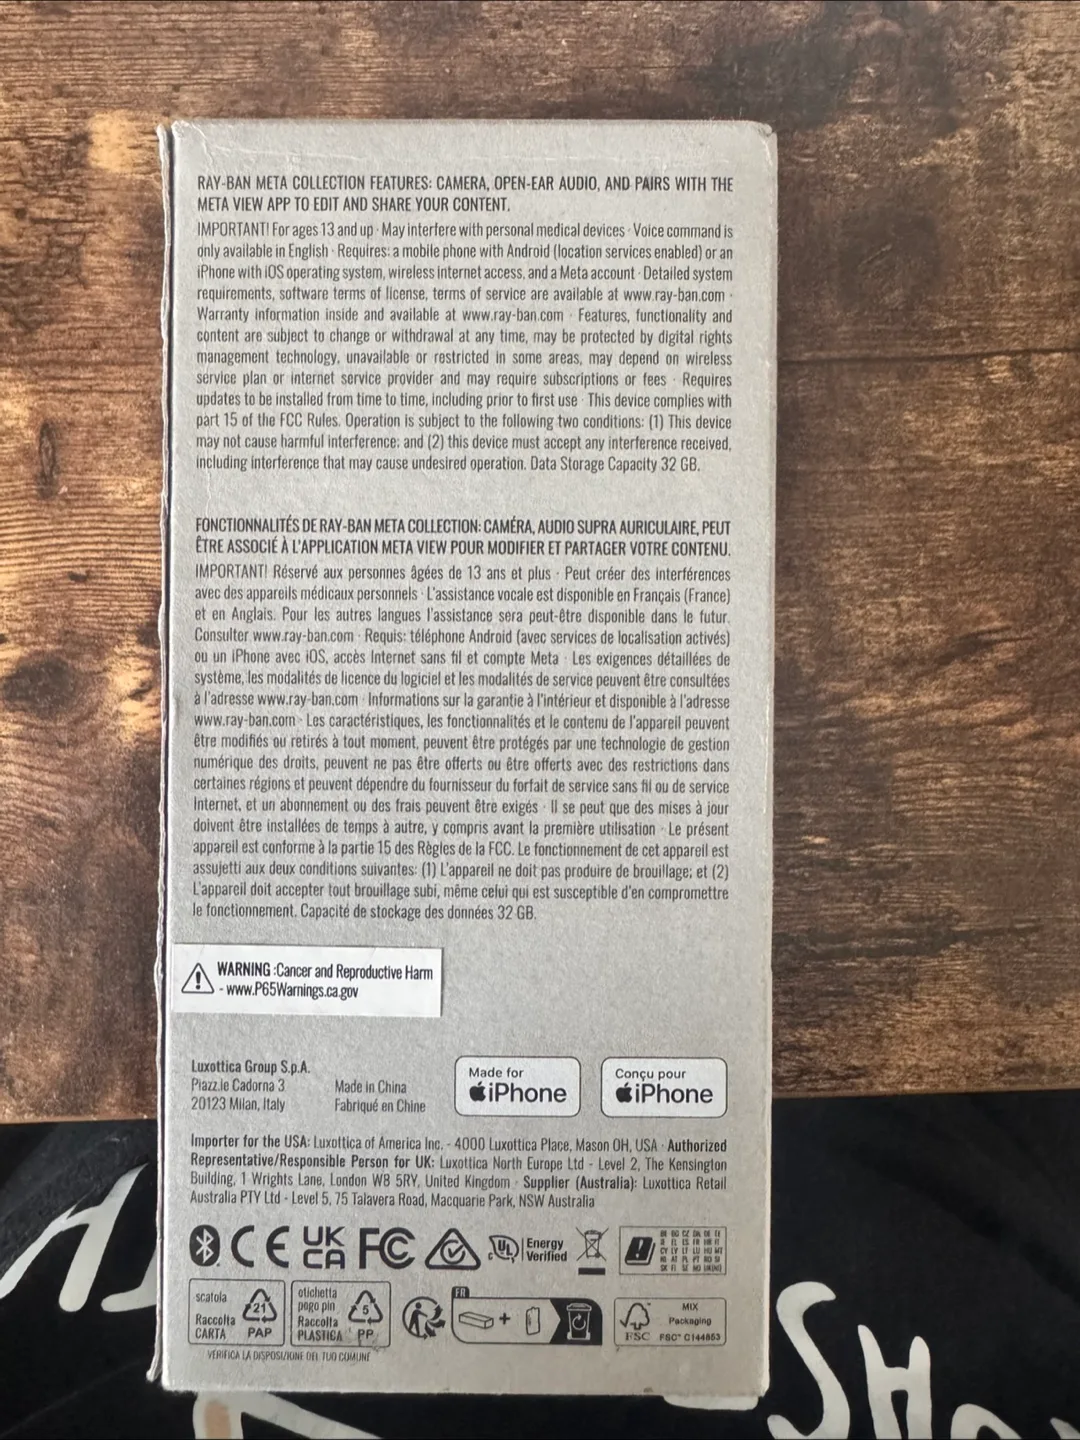 RAY-BAN META COLLECTION FEATURES: CAMERA, OPEN-EAR AUDIO, AND PAIRS WITH THE
META VIEW APP TO EDIT AND SHARE YOUR CONTENT.
IMPORTANT! For ages 13 and up · May interfere with personal medical devices · Voice command is
only available in English · Requires: a mobile phone with Android (location services enabled) or an
iPhone with iOS operating system, wireless internet access, and a Meta account · Detailed system
requirements, software terms of license, terms of service are available at www.ray-ban.com ·
Warranty information inside and available at www.ray-ban.com · Features, functionality and
content are subject to change or withdrawal at any time, may be protected by digital rights
management technology, unavailable or restricted in some areas, may depend on wireless
service plan or internet service provider and may require subscriptions or fees · Requires
updates to be installed from time to time, including prior to first use · This device complies with
part 15 of the FCC Rules. Operation is subject to the following two conditions: (1) This device
may not cause harmful interference; and (2) this device must accept any interference received,
including interference that may cause undesired operation. Data Storage Capacity 32 GB.
FONCTIONNALITÉS DE RAY-BAN META COLLECTION: CAMÉRA, AUDIO SUPRA AURICULAIRE, PEUT
ÊTRE ASSOCIÉ À L'APPLICATION META VIEW POUR MODIFIER ET PARTAGER VOTRE CONTENU.
IMPORTANT! Réservé aux personnes âgées de 13 ans et plus · Peut créer des interférences
avec des appareils médicaux personnels · L'assistance vocale est disponible en Français (France)
et en Anglais. Pour les autres langues l'assistance sera peut-être disponible dans le futur.
Consulter www.ray-ban.com · Requis: téléphone Android (avec services de localisation activés)
ou un iPhone avec iOS, accès Internet sans fil et compte Meta · Les exigences détaillées de
système, les modalités de licence du logiciel et les modalités de service peuvent être consultées
à l'adresse www.ray-ban.com · Informations sur la garantie à l'intérieur et disponible à l'adresse
www.ray-ban.com · Les caractéristiques, les fonctionnalités et le contenu de l'appareil peuvent
être modifiés ou retirés à tout moment, peuvent être protégés par une technologie de gestion
numérique des droits, peuvent ne pas être offerts ou être offerts avec des restrictions dans
certaines régions et peuvent dépendre du fournisseur du forfait de service sans fil ou de service
Internet, et un abonnement ou des frais peuvent être exigés · Il se peut que des mises à jour
doivent être installées de temps à autre, y compris avant la première utilisation · Le présent
appareil est conforme à la partie 15 des Règles de la FCC. Le fonctionnement de cet appareil est
assujetti aux deux conditions suivantes: (1) L'appareil ne doit pas produire de brouillage; et (2)
L'appareil doit accepter tout brouillage subi, même celui qui est susceptible d'en compromettre
le fonctionnement. Capacité de stockage des données 32 GB.
WARNING :Cancer and Reproductive Harm
- www.P65Warnings.ca.gov
Luxottica Group S.p.A.
Piazz.le Cadorna 3
20123 Milan, Italy
Made in China
Fabriqué en Chine
Made for
iPhone
Conçu pour
iPhone
Importer for the USA: Luxottica of America Inc. - 4000 Luxottica Place, Mason OH, USA · Authorized
Representative/Responsible Person for UK: Luxottica North Europe Ltd - Level 2, The Kensington
Building, 1 Wrights Lane, London W8 5RY, United Kingdom · Supplier (Australia): Luxottica Retail
Australia PTY Ltd - Level 5, 75 Talavera Road, Macquarie Park, NSW Australia
CE
UK
CA
FC
UL
Energy
Verified
scatola
Raccolta
CARTA
21
PAP
etichetta
pogo pin
Raccolta
PLASTICA
5
PP
VERIFICA LA DISPOSIZIONE DEL TUO COMUNE
FR
+
FSC
MIX
Packaging
FSC™ C144853
SH